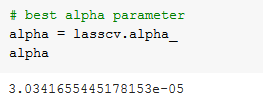 # best alpha parameter
alpha = lasscv.alpha_
alpha
3.0341655445178153e-05